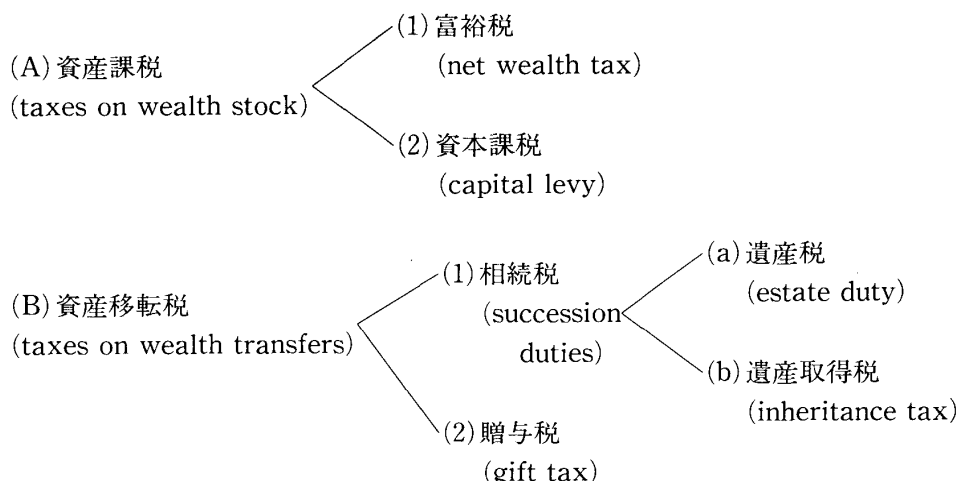 (A)資産課税
(taxes on wealth stock)
(1)富裕税
(net wealth tax)
(2)資本課税
(capital levy)
(B)資産移転税
(taxes on wealth transfers)
(1)相続税
(succession
duties)
(a)遺産税
(estate duty)
(b)遺産取得税
(inheritance tax)
(2)贈与税
(gift tax)